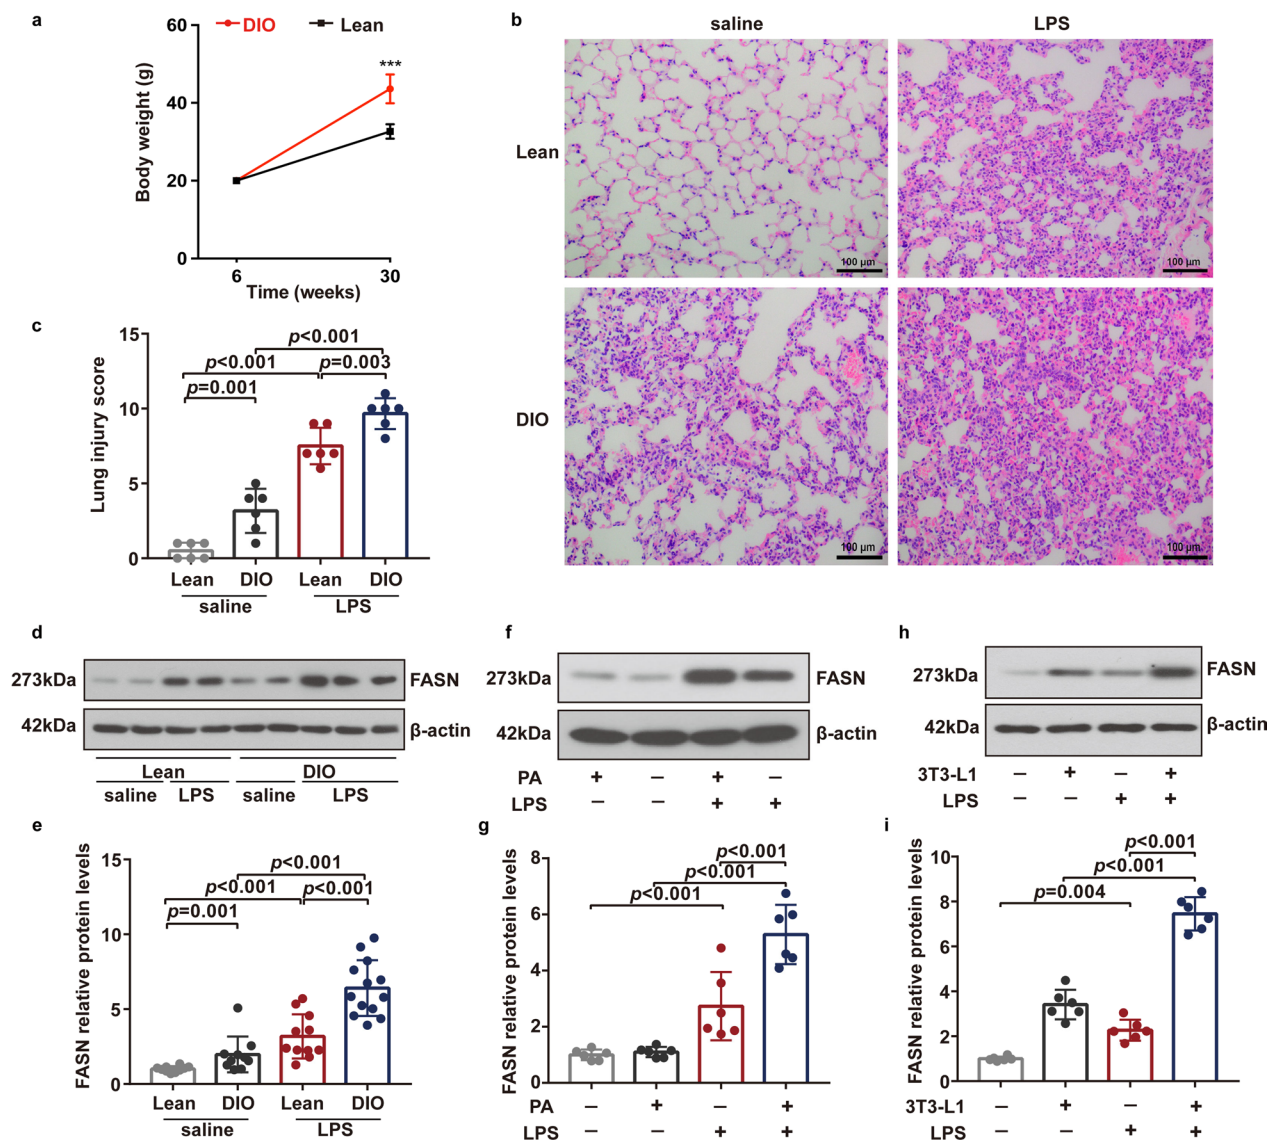 a
DIO
Lean
60
40
20
0
***
6
30
Body weight (g)
Time (weeks)
b
saline
LPS
Lean
DIO
100 µm
100 µm
100 µm
100 µm
c
15
10
5
0
Lung injury score
p<0.001
p<0.001
p=0.003
p=0.001
Lean
DIO
Lean
DIO
saline
LPS
d
273kDa
FASN
42kDa
β-actin
Lean
DIO
saline
LPS
saline
LPS
f
273kDa
FASN
42kDa
β-actin
PA
+ − + −
LPS
− − + +
h
273kDa
FASN
42kDa
β-actin
3T3-L1
− + − +
LPS
− − + +
e
15
10
5
0
FASN relative protein levels
p<0.001
p<0.001
p<0.001
p=0.001
Lean
DIO
Lean
DIO
saline
LPS
g
8
6
4
2
0
FASN relative protein levels
p<0.001
p<0.001
p<0.001
PA
− + − +
LPS
− − + +
i
10
8
6
4
2
0
FASN relative protein levels
p<0.001
p<0.001
p=0.004
3T3-L1
− + − +
LPS
− − + +